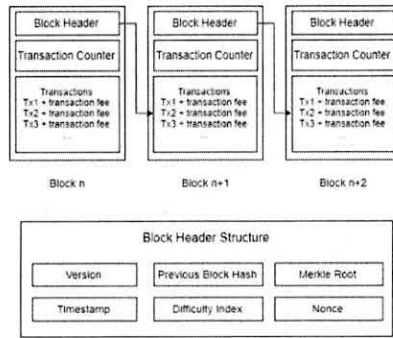 Block Header
Transaction Counter
Transactions
Tx1 + transaction fee
Tx2 + transaction fee
Tx3 + transaction fee
...
Block n
Block Header
Transaction Counter
Transactions
Tx1 + transaction fee
Tx2 + transaction fee
Tx3 + transaction fee
...
Block n+1
Block Header
Transaction Counter
Transactions
Tx1 + transaction fee
Tx2 + transaction fee
Tx3 + transaction fee
...
Block n+2
Block Header Structure
Version
Previous Block Hash
Merkle Root
Timestamp
Difficulty Index
Nonce